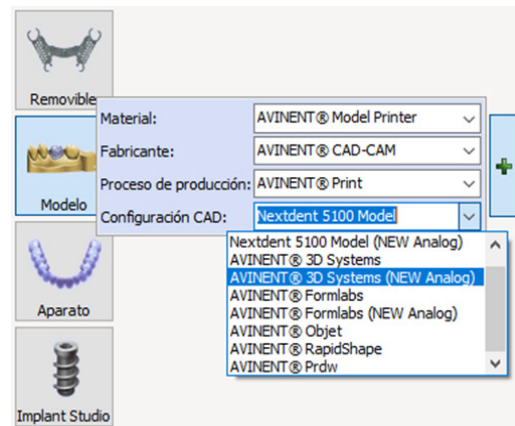 Removible
Material: AVINENT® Model Printer
Fabricante: AVINENT® CAD-CAM
Proceso de producción: AVINENT® Print
Modelo
Configuración CAD: Nextdent 5100 Model
Nextdent 5100 Model (NEW Analog)
AVINENT® 3D Systems
AVINENT® 3D Systems (NEW Analog)
AVINENT® Formlabs
AVINENT® Formlabs (NEW Analog)
AVINENT® Objet
AVINENT® RapidShape
AVINENT® Prdw
Aparato
Implant Studio